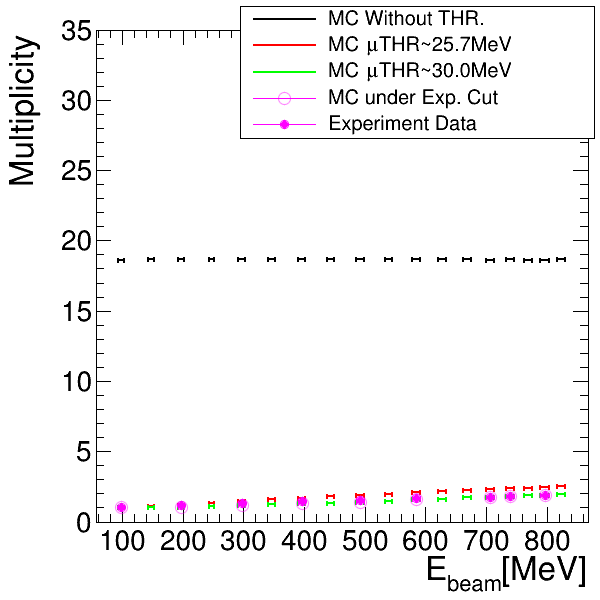 MC Without THR.
MC μTHR~25.7MeV
MC μTHR~30.0MeV
MC under Exp. Cut
Experiment Data
Multiplicity
35
30
25
20
15
10
5
0
100 200 300 400 500 600 700 800
E_beam[MeV]